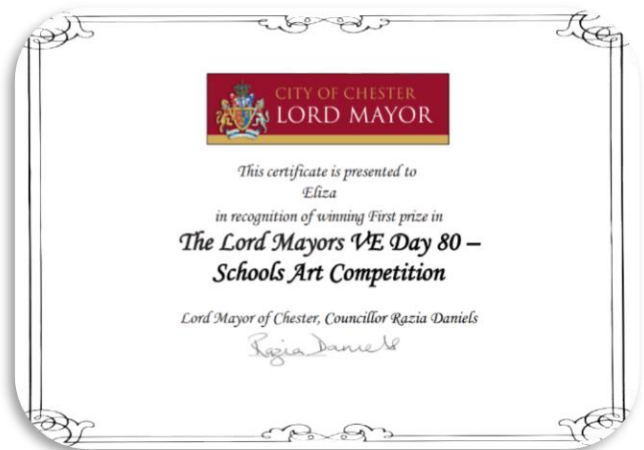 CITY OF CHESTER
LORD MAYOR
This certificate is presented to
Eliza
in recognition of winning First prize in
The Lord Mayors VE Day 80 –
Schools Art Competition
Lord Mayor of Chester, Councillor Razia Daniels
Razia Daniels